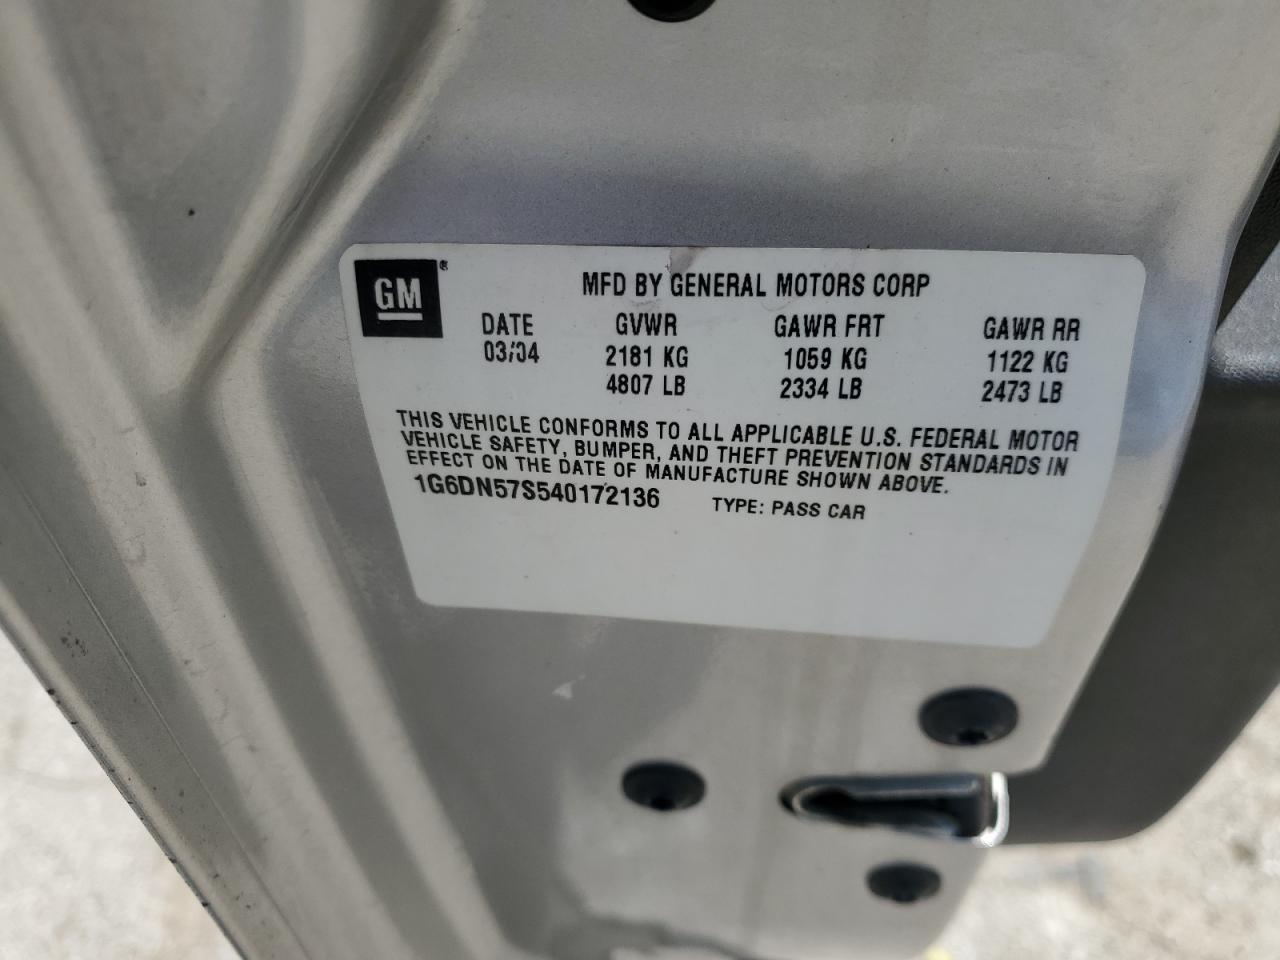 GM®
MFD BY GENERAL MOTORS CORP
DATE GVWR GAWR FRT GAWR RR
03/04 2181 KG 1059 KG 1122 KG
4807 LB 2334 LB 2473 LB
THIS VEHICLE CONFORMS TO ALL APPLICABLE U.S. FEDERAL MOTOR
VEHICLE SAFETY, BUMPER, AND THEFT PREVENTION STANDARDS IN
EFFECT ON THE DATE OF MANUFACTURE SHOWN ABOVE.
1G6DN57S540172136 TYPE: PASS CAR